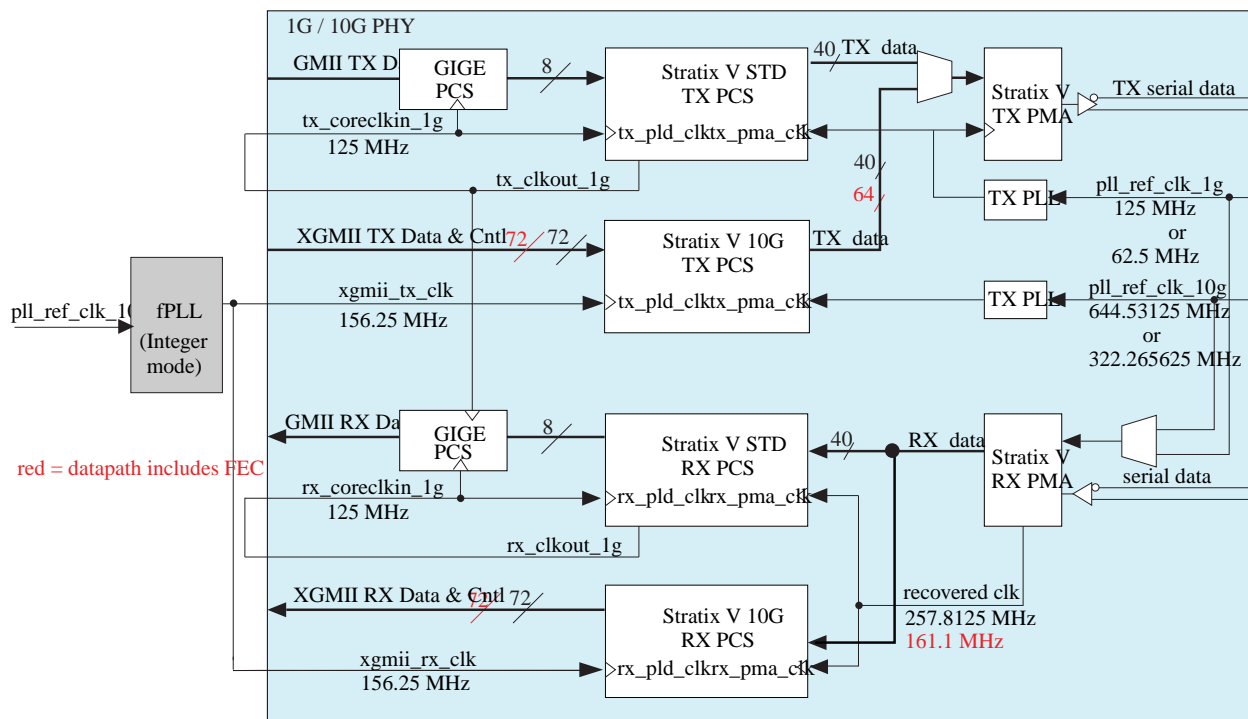 1G / 10G PHY
GMII TX D
GIGE
PCS
8
Stratix V STD
TX PCS
40
TX data
Stratix V
TX PMA
TX serial data
tx_coreclkin_1g
125 MHz
tx_pld_clk
tx_pma_clk
tx_clkout_1g
40
64
TX PLL
pll_ref_clk_1g
125 MHz
or
62.5 MHz
XGMII TX Data & Cntl
72
72
Stratix V 10G
TX PCS
TX data
xgmii_tx_clk
156.25 MHz
tx_pld_clk
tx_pma_clk
TX PLL
pll_ref_clk_10g
644.53125 MHz
or
322.265625 MHz
pll_ref_clk_10
fPLL
(Integer
mode)
GMII RX Da
GIGE
PCS
8
Stratix V STD
RX PCS
40
RX data
Stratix V
RX PMA
serial data
red = datapath includes FEC
rx_coreclkin_1g
125 MHz
rx_pld_clk
rx_pma_clk
rx_clkout_1g
XGMII RX Data & Cntl
72
72
Stratix V 10G
RX PCS
recovered clk
257.8125 MHz
161.1 MHz
xgmii_rx_clk
156.25 MHz
rx_pld_clk
rx_pma_clk